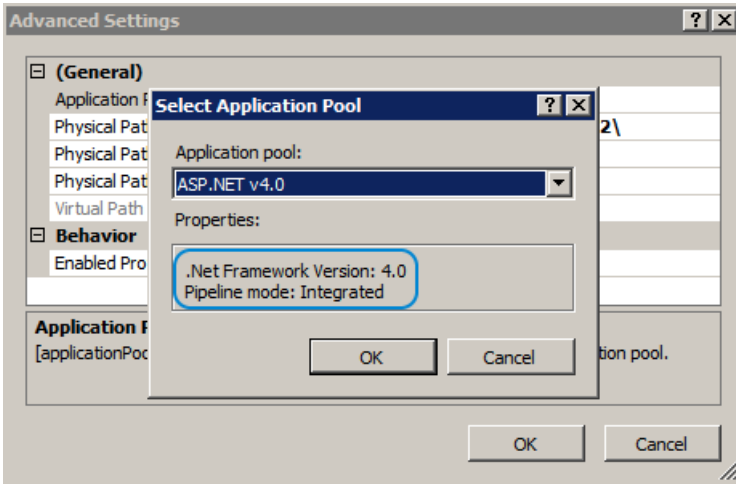 Advanced Settings
(General)
Application P
Select Application Pool
Physical Pat
2\
Physical Pat
Application pool:
Physical Pat
ASP.NET v4.0
Virtual Path
Properties:
Behavior
Enabled Pro
.Net Framework Version: 4.0
Pipeline mode: Integrated
Application P
[applicationPoo
tion pool.
OK
Cancel
OK
Cancel